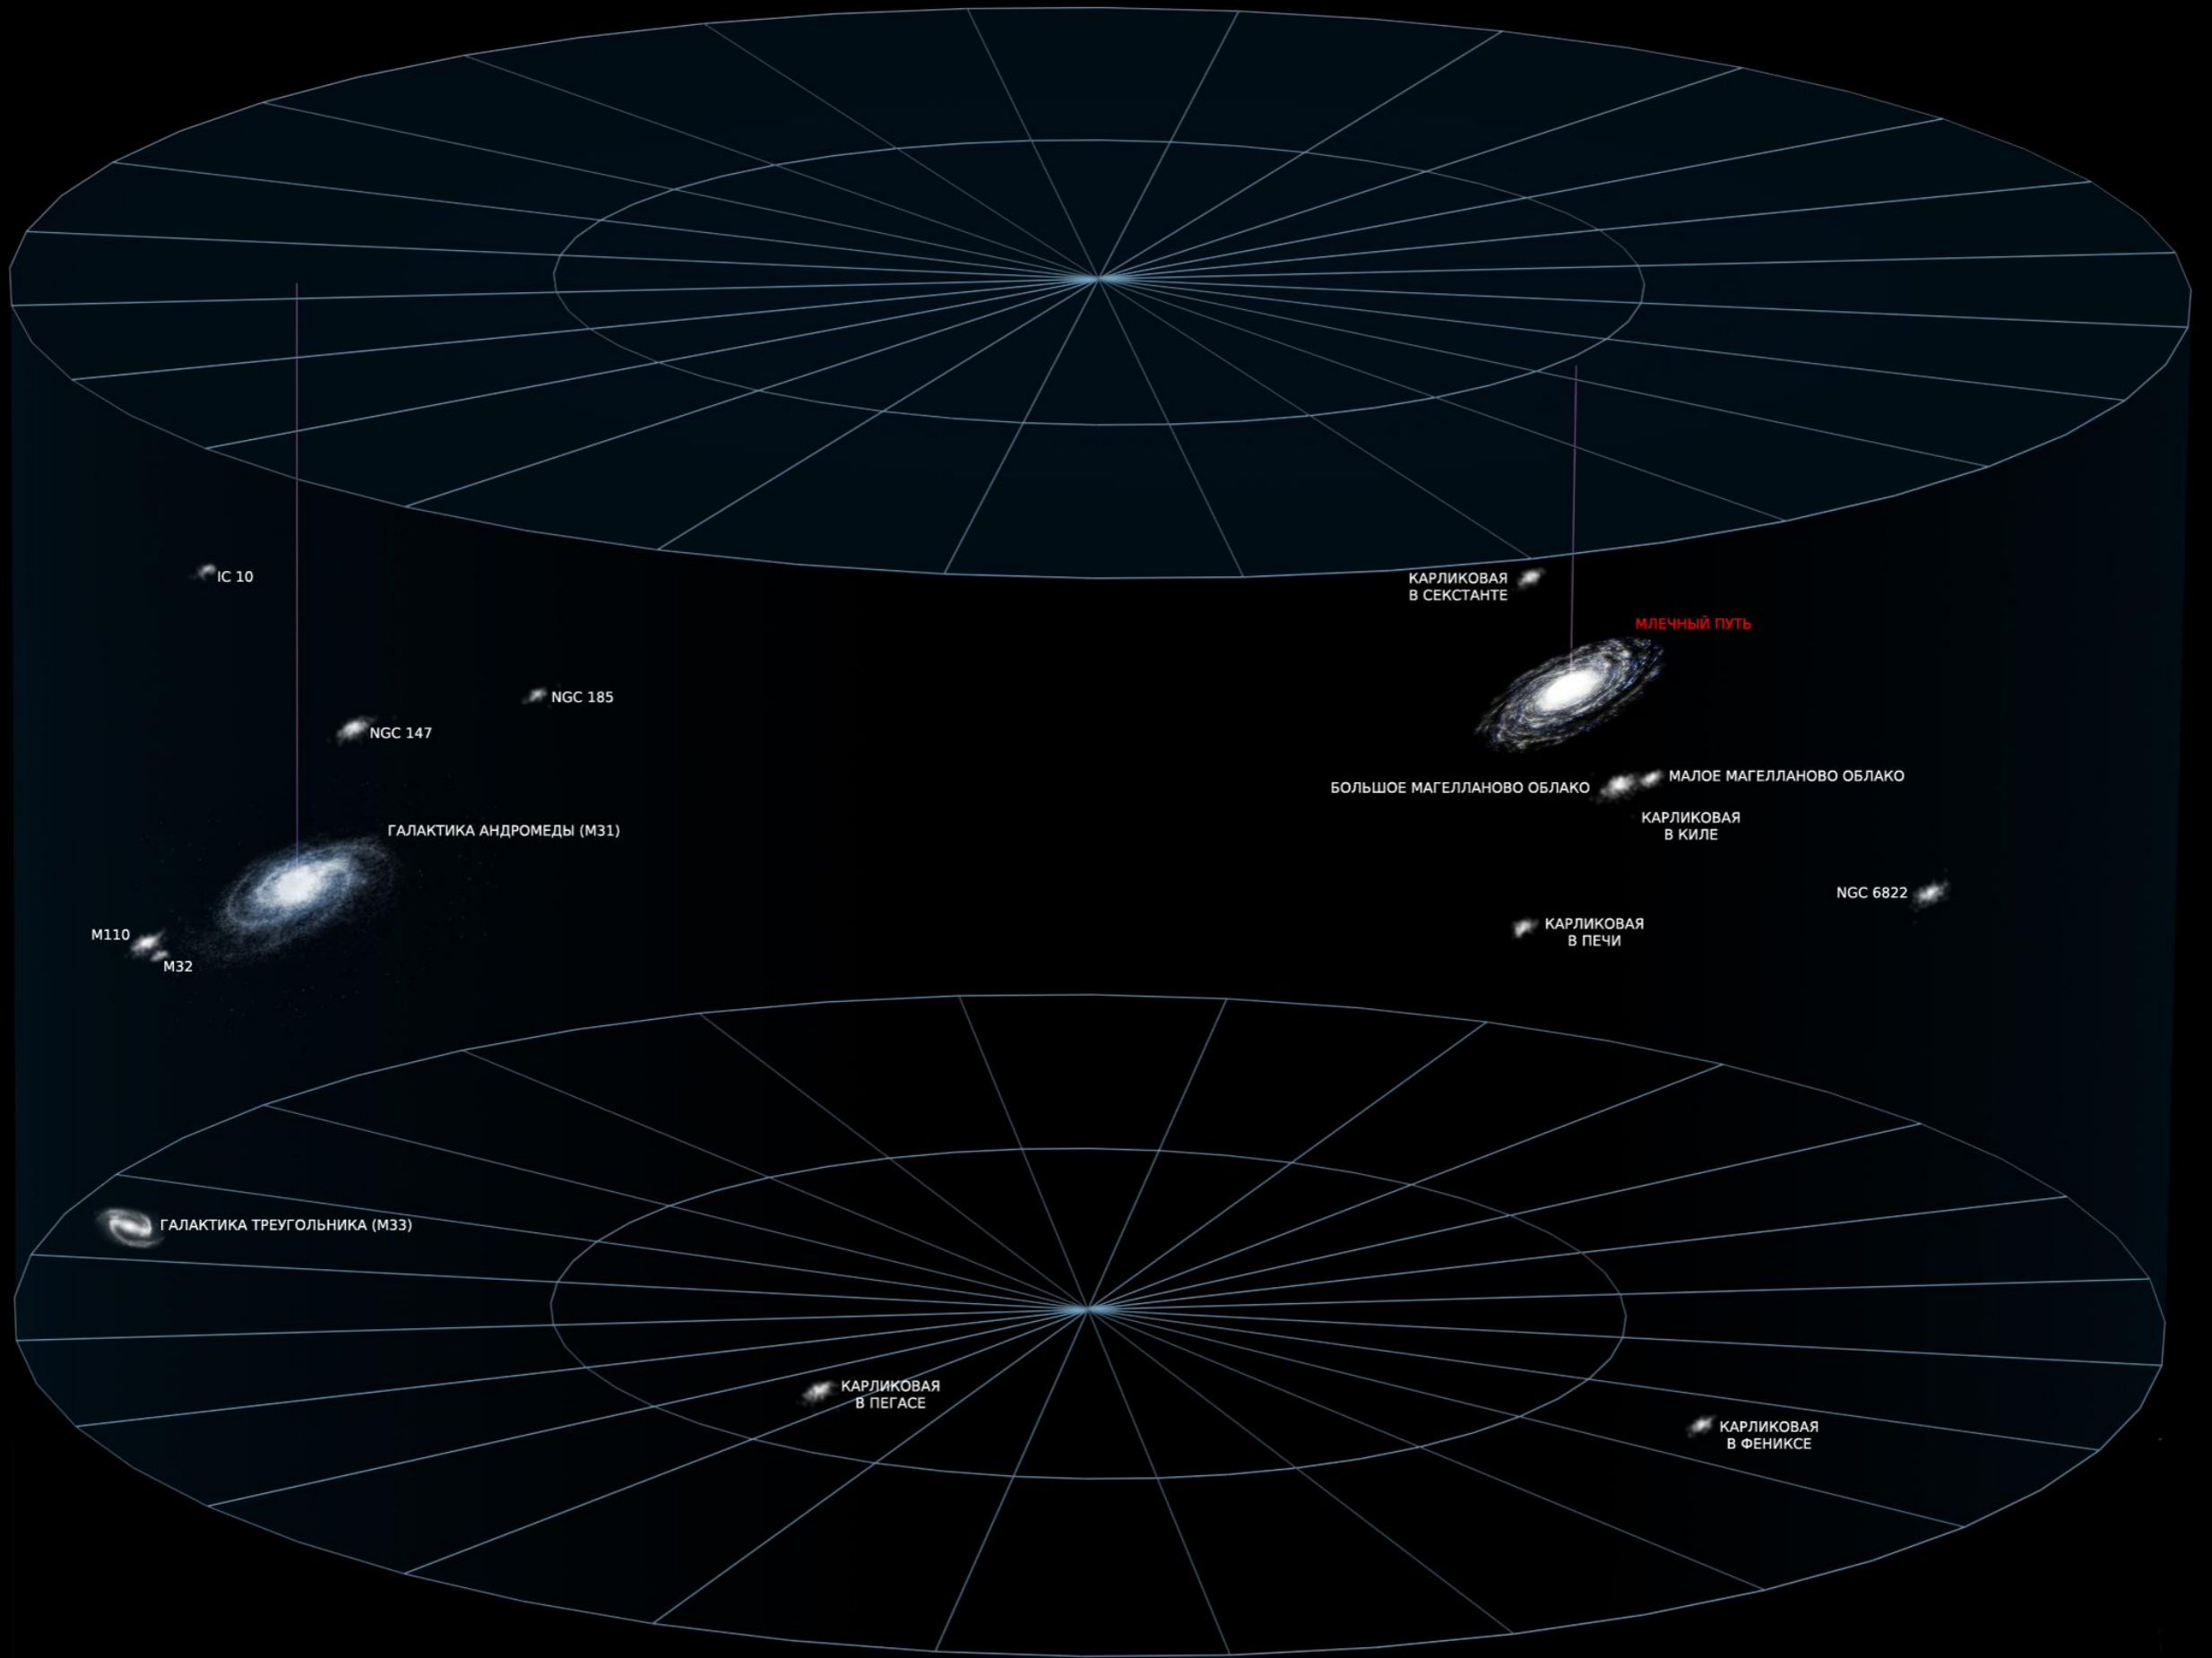 IC 10
КАРЛИКОВАЯ
В СЕКСТАНТЕ
МЛЕЧНЫЙ ПУТЬ
NGC 185
NGC 147
БОЛЬШОЕ МАГЕЛЛАНОВО ОБЛАКО
МАЛОЕ МАГЕЛЛАНОВО ОБЛАКО
КАРЛИКОВАЯ
В КИЛЕ
ГАЛАКТИКА АНДРОМЕДЫ (M31)
NGC 6822
КАРЛИКОВАЯ
В ПЕЧИ
M110
M32
ГАЛАКТИКА ТРЕУГОЛЬНИКА (M33)
КАРЛИКОВАЯ
В ПЕГАСЕ
КАРЛИКОВАЯ
В ФЕНИКСЕ